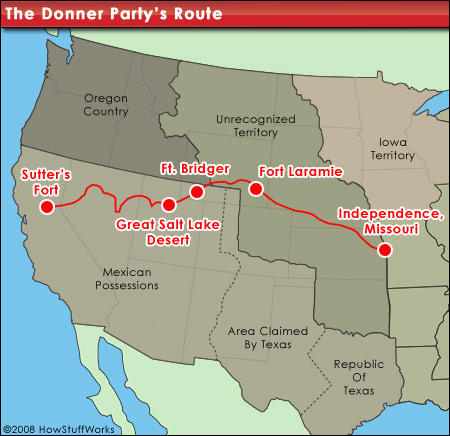 The Donner Party's Route
Oregon
Country
Unrecognized
Territory
Iowa
Territory
Sutter's
Fort
Ft. Bridger
Fort Laramie
Great Salt Lake
Desert
Independence,
Missouri
Mexican
Possessions
Area Claimed
By Texas
Republic
Of
Texas
©2008 HowStuffWorks